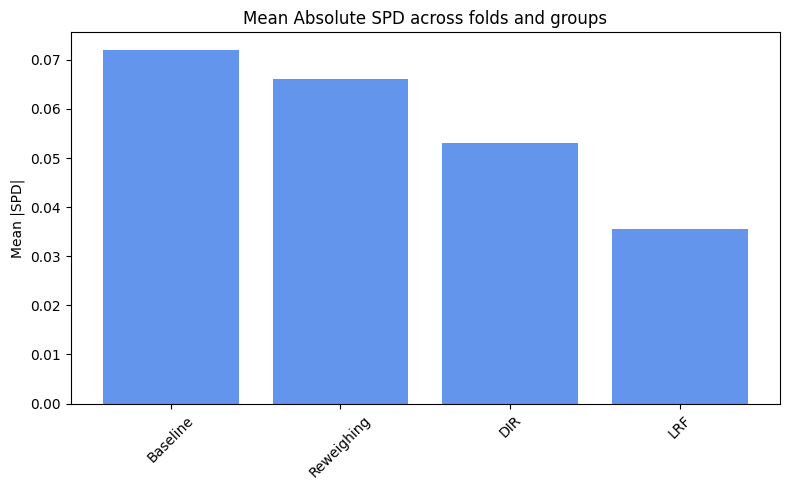 Mean Absolute SPD across folds and groups
Mean |SPD|
0.07
0.06
0.05
0.04
0.03
0.02
0.01
0.00
Baseline
Reweighing
DIR
LRF